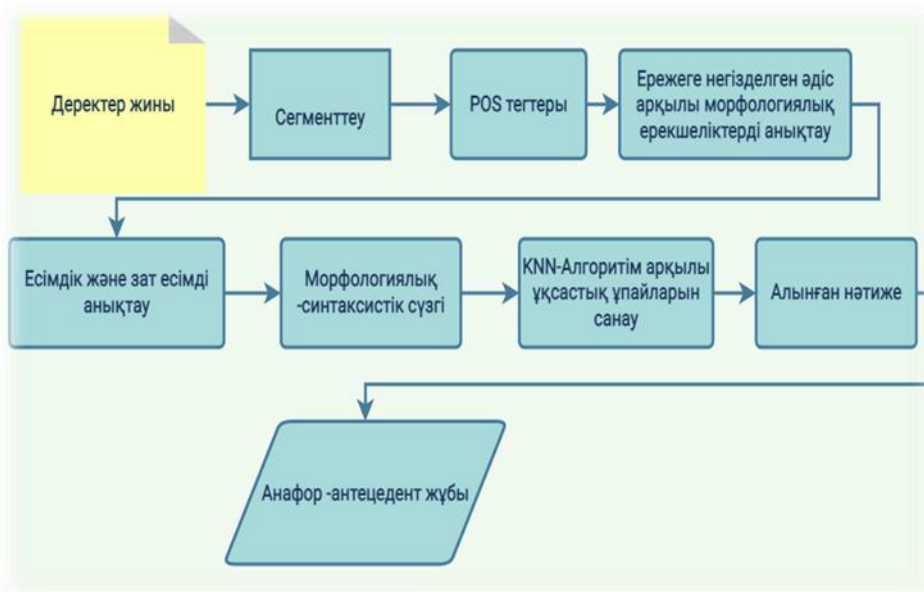 Деректер жины
Сегменттеу
POS тегтеры
Ережеге негізделген әдіс
арқылы морфологиялық
ерекшеліктерді анықтау
Есімдік және зат есімді
анықтау
Морфологиялық
-синтаксистік сүзгі
KNN-Алгоритім арқылы
ұқсастық ұпайларын
санау
Алынған нәтиже
Анафор -антецедент жұбы